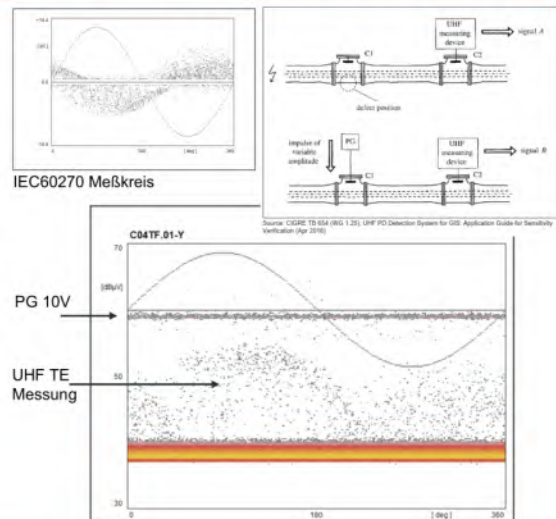 0.0
180
[deg]
360
IEC60270 Meßkreis
UHF
measuring
device
signal A
C1
C2
defect position
impulse of
variable
amplitude
PG
UHF
measuring
device
signal B
C1
C2
Source: CIGRE TB 654 (WG 1.25), UHF PD Detection System for GIS: Application Guide for Sensitivity
Verification (Apr 2016)
C04TF.01-Y
70
[dBµV]
PG 10V
50
UHF TE
Messung
30
0
180
[deg]
360